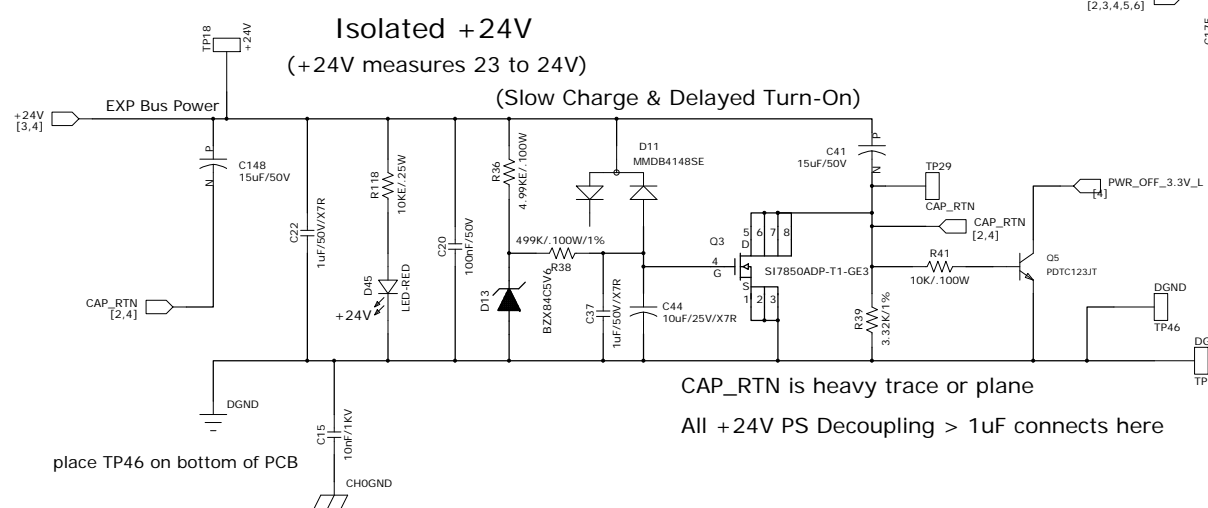 [2,3,4,5,6]
C175
Isolated +24V
(+24V measures 23 to 24V)
TP18
+24V
(Slow Charge & Delayed Turn-On)
+24V
[3,4]
EXP Bus Power
P
C148
15uF/50V
N
R118
10KE/.25W
R36
4.99KE/.100W
D11
MMDB4148SE
P
C41
15uF/50V
N
TP29
CAP_RTN
PWR_OFF_3.3V_L
[4]
CAP_RTN
[2,4]
C22
1uF/50V/X7R
C20
100nF/50V
499K/.100W/1%
R38
Q3
5 6 7 8
D
4
G
S
1 2 3
SI7850ADP-T1-GE3
R41
10K/.100W
Q5
PDTC123JT
CAP_RTN
[2,4]
D45
LED-RED
+24V
D13
BZX84C5V6
C37
1uF/50V/X7R
C44
10uF/25V/X7R
R39
3.32K/1%
DGND
TP46
DG
TP
DGND
C15
10nF/1KV
CH0GND
place TP46 on bottom of PCB
CAP_RTN is heavy trace or plane
All +24V PS Decoupling > 1uF connects here